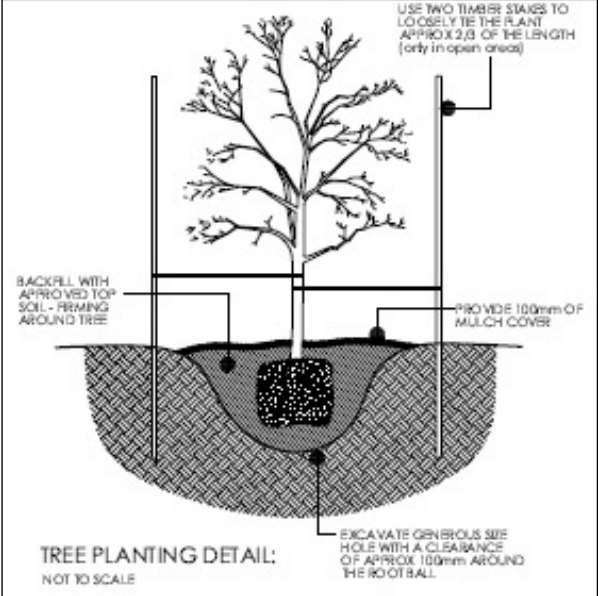 USE TWO TIMBER STAKES TO
LOOSELY TIE THE PLANT
APPROX 2/3 OF THE LENGTH
(only in open areas)
BACKFILL WITH
APPROVED TOP
SOIL - FIRMING
AROUND TREE
PROVIDE 100mm OF
MULCH COVER
EXCAVATE GENEROUS SIZE
HOLE WITH A CLEARANCE
OF APPROX 100mm AROUND
THE ROOT BALL
TREE PLANTING DETAIL:
NOT TO SCALE